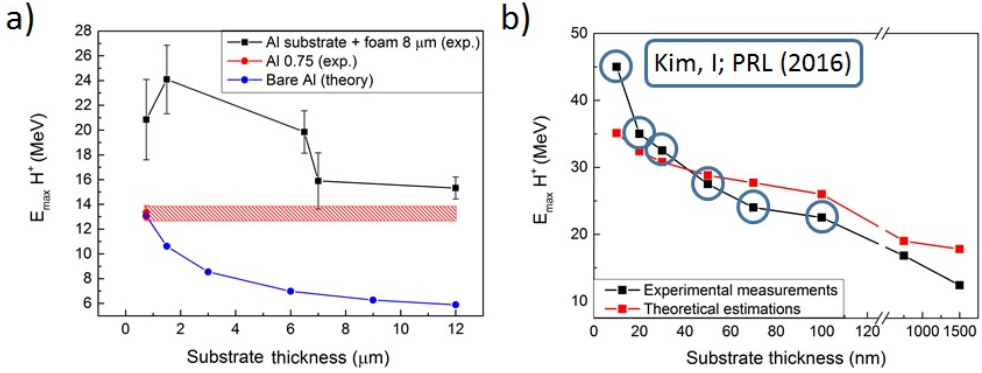 a)
28
26
24
22
20
18
16
14
12
10
8
6
E_max H⁺ (MeV)
Al substrate + foam 8 μm (exp.)
Al 0.75 (exp.)
Bare Al (theory)
0 2 4 6 8 10 12
Substrate thickness (μm)
b)
50
40
30
20
10
E_max H⁺ (MeV)
Kim, I; PRL (2016)
Experimental measurements
Theoretical estimations
0 20 40 60 80 100 1000 1500
Substrate thickness (nm)